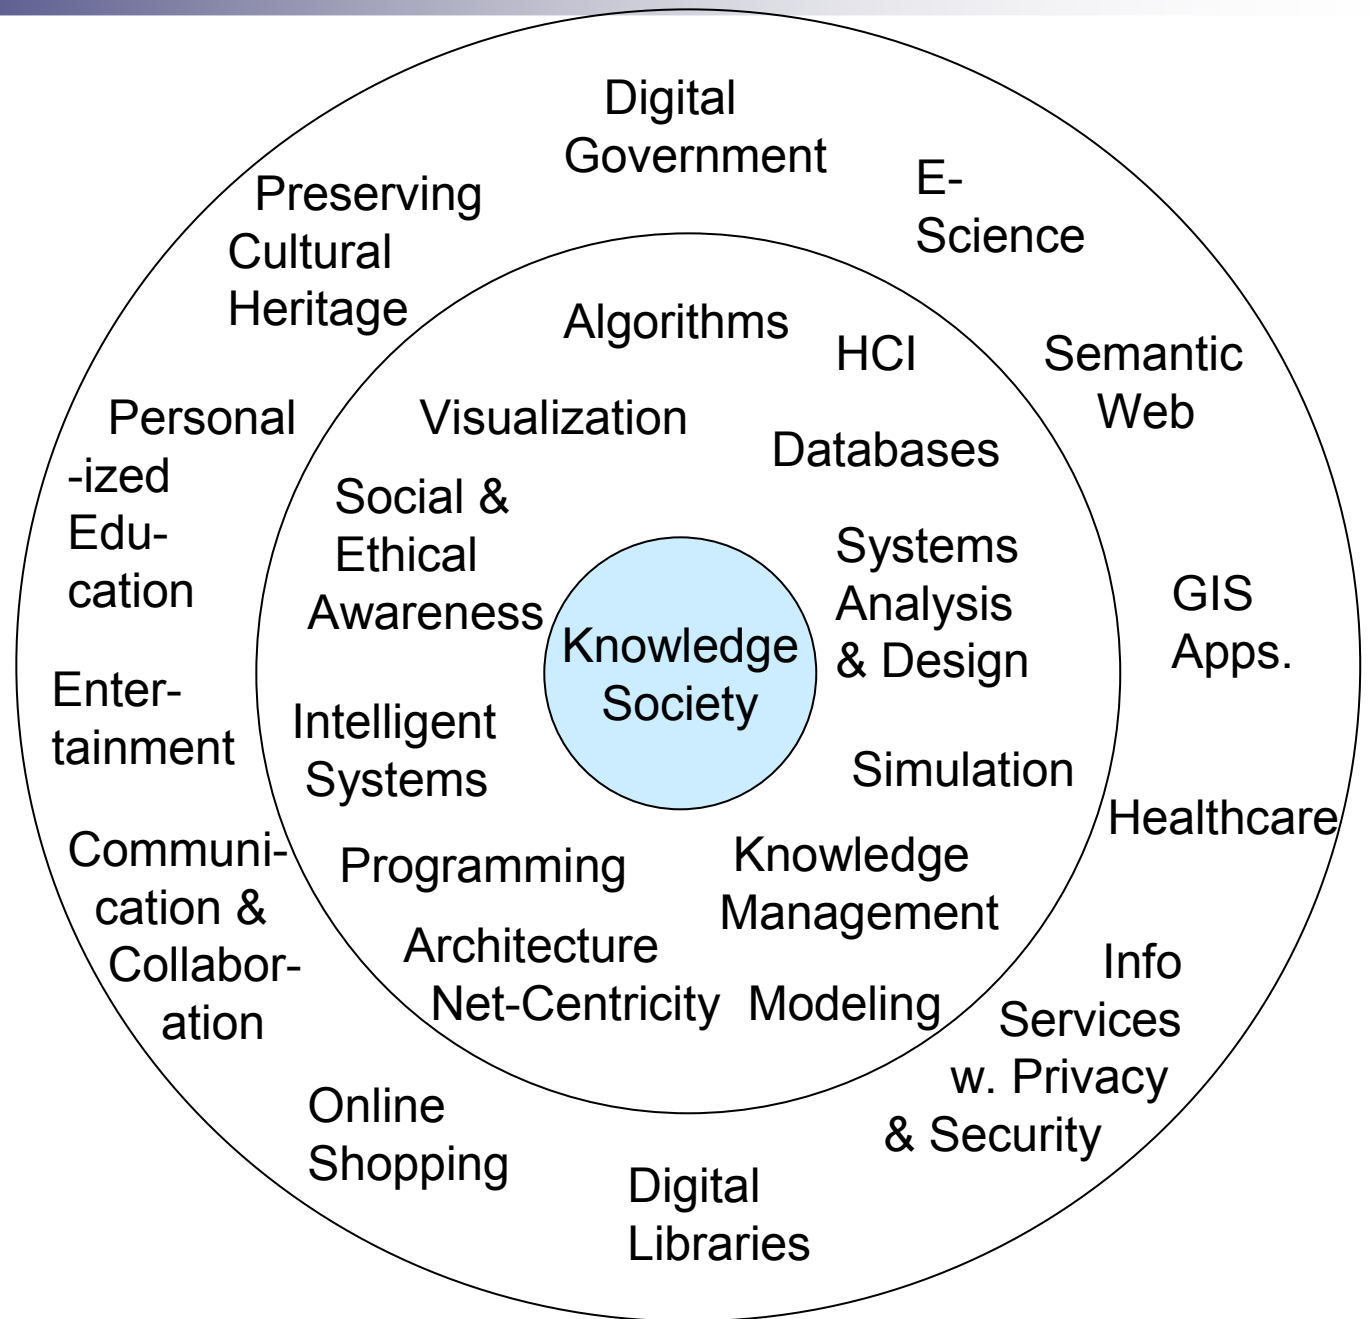 Digital
Government
E-
Science
Preserving
Cultural
Heritage
Semantic
Web
Personal
-ized
Edu-
cation
GIS
Apps.
Enter-
tainment
Healthcare
Communi-
cation &
Collabor-
ation
Info
Services
w. Privacy
& Security
Online
Shopping
Digital
Libraries
Algorithms
HCI
Visualization
Databases
Social &
Ethical
Awareness
Systems
Analysis
& Design
Intelligent
Systems
Simulation
Programming
Knowledge
Management
Architecture
Net-Centricity
Modeling
Knowledge
Society